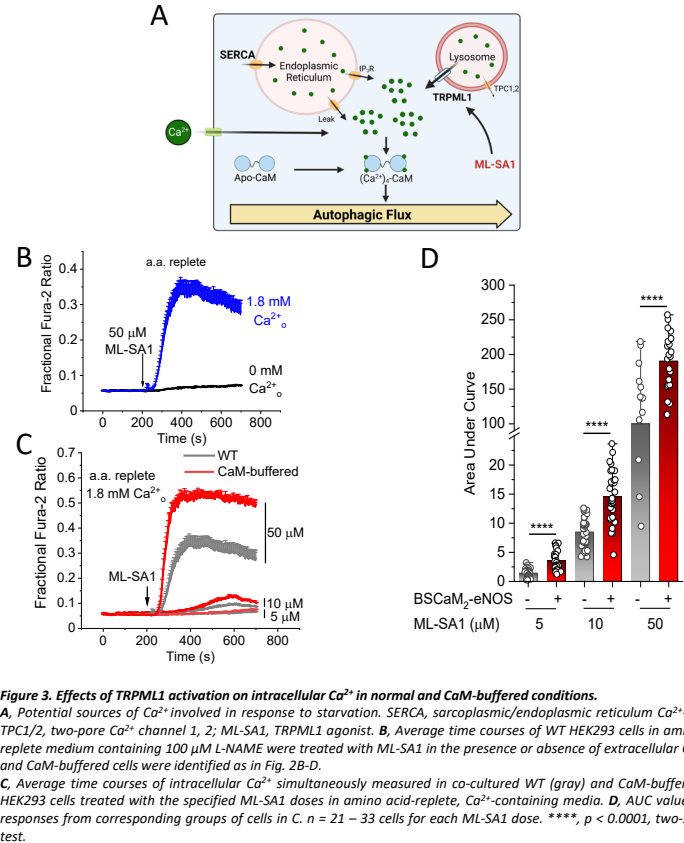 A
SERCA
Endoplasmic
Reticulum
IP₃R
Leak
Lysosome
TRPML1
TPC1,2
Ca²⁺
ML-SA1
Apo-CaM
(Ca²⁺)₄-CaM
Autophagic Flux
B
a.a. replete
Fractional Fura-2 Ratio
0.4
0.3
0.2
0.1
0
50 µM
ML-SA1
1.8 mM
Ca²⁺ₒ
0 mM
Ca²⁺ₒ
0 200 400 600 800
Time (s)
C
WT
CaM-buffered
a.a. replete
1.8 mM Ca²⁺ₒ
Fractional Fura-2 Ratio
0.7
0.6
0.5
0.4
0.3
0.2
0.1
0
ML-SA1
50 µM
10 µM
5 µM
0 200 400 600 800
Time (s)
D
Area Under Curve
300
250
200
150
100
50
20
15
10
5
0
****
****
****
BSCaM₂-eNOS - + - + - +
ML-SA1 (µM) 5 10 50
Figure 3. Effects of TRPML1 activation on intracellular Ca²⁺ in normal and CaM-buffered conditions.
A, Potential sources of Ca²⁺ involved in response to starvation. SERCA, sarcoplasmic/endoplasmic reticulum Ca²⁺-
TPC1/2, two-pore Ca²⁺ channel 1, 2; ML-SA1, TRPML1 agonist. B, Average time courses of WT HEK293 cells in am
replete medium containing 100 µM L-NAME were treated with ML-SA1 in the presence or absence of extracellular C
and CaM-buffered cells were identified as in Fig. 2B-D.
C, Average time courses of intracellular Ca²⁺ simultaneously measured in co-cultured WT (gray) and CaM-buffer
HEK293 cells treated with the specified ML-SA1 doses in amino acid-replete, Ca²⁺-containing media. D, AUC value
responses from corresponding groups of cells in C. n = 21 – 33 cells for each ML-SA1 dose. ****, p < 0.0001, two-
test.